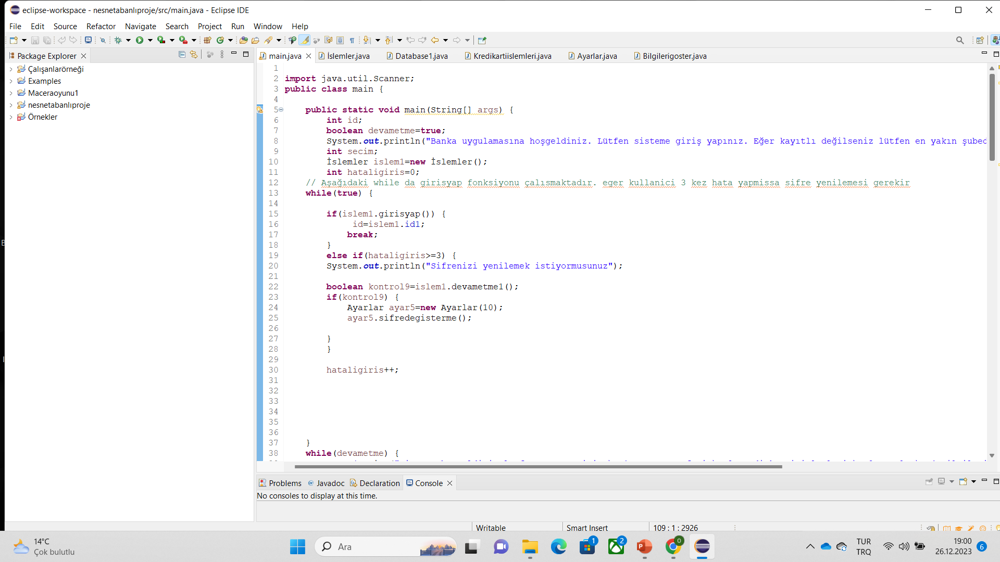 eclipse-workspace - nesnetabanlıproje/src/main.java - Eclipse IDE
File Edit Source Refactor Navigate Search Project Run Window Help
Package Explorer
Çalışanlarörneği
Examples
Maceraoyunu1
nesnetabanlıproje
Örnekler
main.java İslemler.java Database1.java Kredikartiislemleri.java Ayarlar.java Bilgilerigoster.java
1
2 import java.util.Scanner;
3 public class main {
4
5 public static void main(String[] args) {
6 int id;
7 boolean devametme=true;
8 System.out.println("Banka uygulamasına hoşgeldiniz. Lütfen sisteme giriş yapınız. Eğer kayıtlı değilseniz lütfen en yakın şubed
9 int secim;
10 İslemler islem1=new İslemler();
11 int hataligiris=0;
12 // Aşağıdaki while da girisyap fonksiyonu çalısmaktadır. eger kullanici 3 kez hata yapmissa sifre yenilemesi gerekir
13 while(true) {
14
15 if(islem1.girisyap()) {
16 id=islem1.id1;
17 break;
18 }
19 else if(hataligiris>=3) {
20 System.out.println("Sifrenizi yenilemek istiyormusunuz");
21
22 boolean kontrol9=islem1.devametme1();
23 if(kontrol9) {
24 Ayarlar ayar5=new Ayarlar(10);
25 ayar5.sifredegisterme();
26
27 }
28 }
29
30 hataligiris++;
31
32
33
34
35
36
37 }
38 while(devametme) {
Problems Javadoc Declaration Console
No consoles to display at this time.
Writable Smart Insert 109 : 1 : 2926
14°C
Çok bulutlu
Ara
1
2
0
TUR
TRQ
19:00
26.12.2023
6